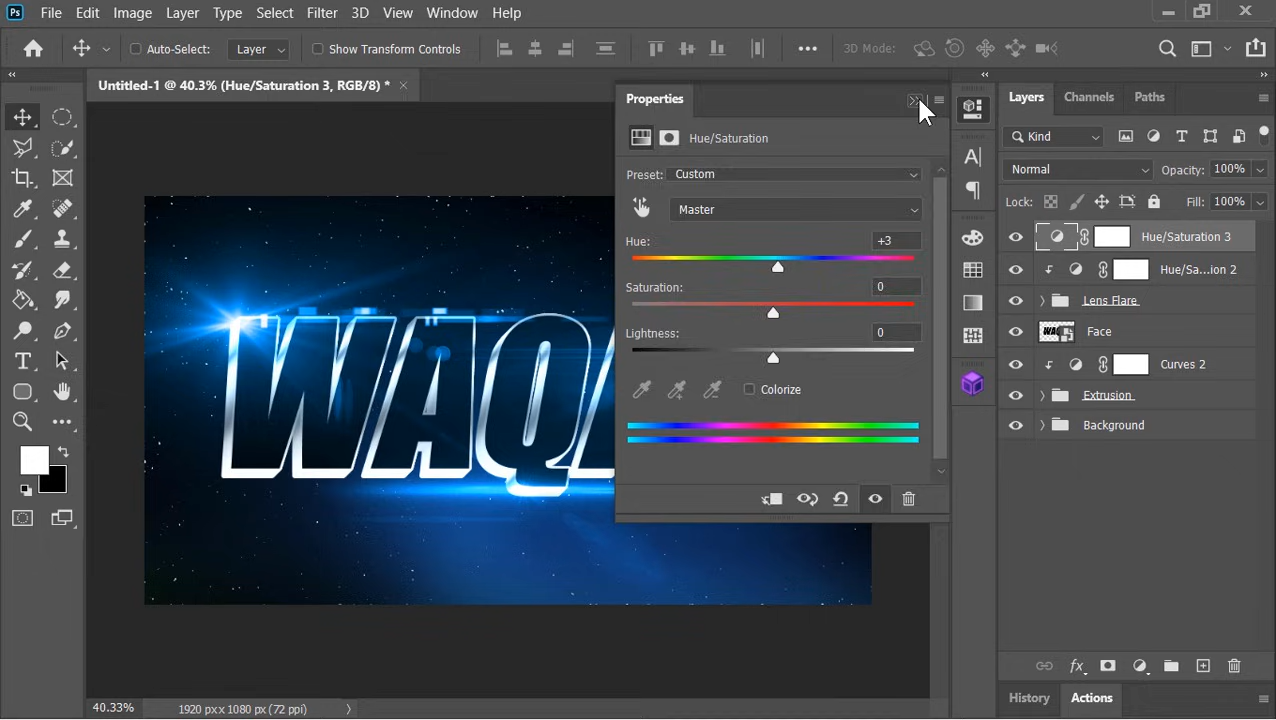 Ps File Edit Image Layer Type Select Filter 3D View Window Help
Auto-Select: Layer Show Transform Controls 3D Mode:
Untitled-1 @ 40.3% (Hue/Saturation 3, RGB/8) *
Properties
Hue/Saturation
Preset: Custom
Master
Hue: +3
Saturation: 0
Lightness: 0
Colorize
WAQ
Layers Channels Paths
Kind
Normal Opacity: 100%
Lock: Fill: 100%
Hue/Saturation 3
Hue/Sa...ion 2
Lens Flare
Face
Curves 2
Extrusion
Background
History Actions
40.33% 1920 px x 1080 px (72 ppi)